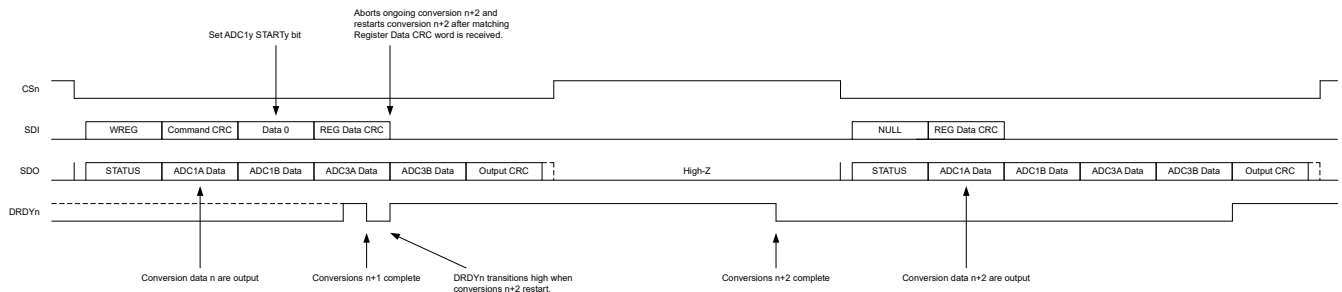 Aborts ongoing conversion n+2 and
restarts conversion n+2 after matching
Register Data CRC word is received.
Set ADC1y STARTy bit
CSn
SDI
WREG
Command CRC
Data 0
REG Data CRC
NULL
REG Data CRC
SDO
STATUS
ADC1A Data
ADC1B Data
ADC3A Data
ADC3B Data
Output CRC
High-Z
STATUS
ADC1A Data
ADC1B Data
ADC3A Data
ADC3B Data
Output CRC
DRDYn
Conversion data n are output
Conversions n+1 complete
DRDYn transitions high when
conversions n+2 restart.
Conversions n+2 complete
Conversion data n+2 are output